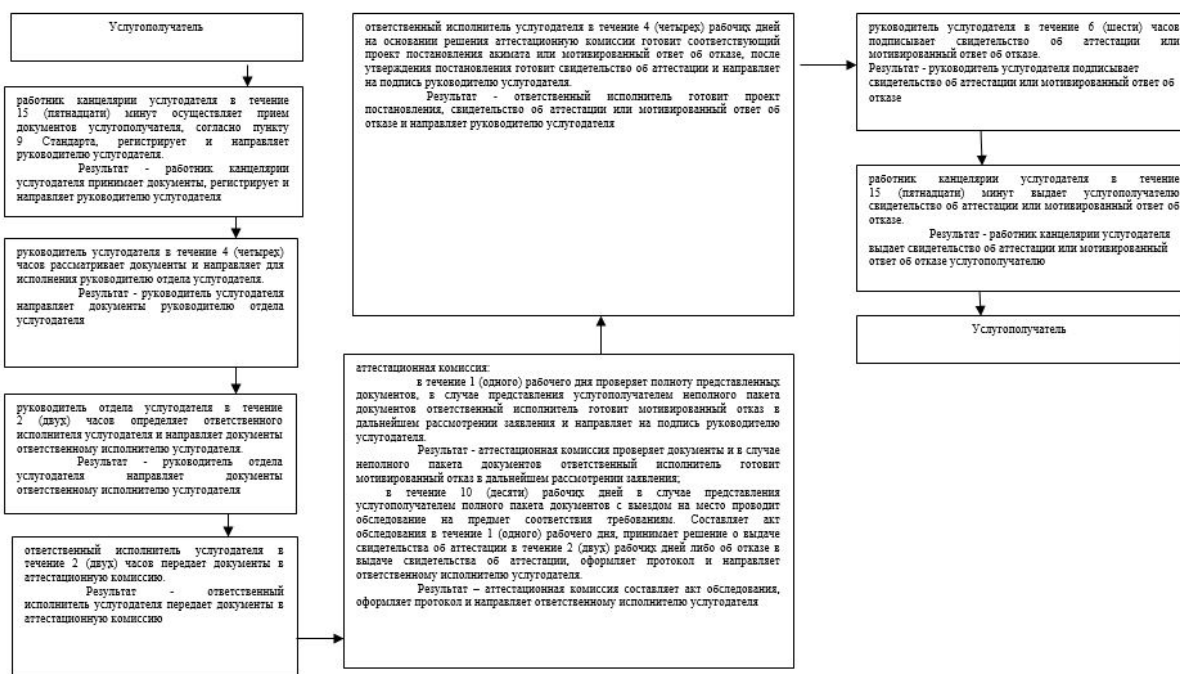 Услугополучатель
работник канцелярии услугодателя в течение
15 (пятнадцати) минут осуществляет прием
документов услугополучателя, согласно пункту
9 Стандарта, регистрирует и направляет
руководителю услугодателя.
Результат - работник канцелярии
услугодателя принимает документы, регистрирует и
направляет руководителю услугодателя
руководитель услугодателя в течение 4 (четырех)
часов рассматривает документы и направляет для
исполнения руководителю отдела услугодателя.
Результат - руководитель услугодателя
направляет документы руководителю отдела
услугодателя
руководитель отдела услугодателя в течение
2 (двух) часов определяет ответственного
исполнителя услугодателя и направляет документы
ответственному исполнителю услугодателя.
Результат - руководитель отдела
услугодателя направляет документы
ответственному исполнителю услугодателя
ответственный исполнитель услугодателя в
течение 2 (двух) часов передает документы в
аттестационную комиссию.
Результат - ответственный
исполнитель услугодателя передает документы в
аттестационную комиссию
аттестационная комиссия:
в течение 1 (одного) рабочего дня проверяет полноту представленных
документов, в случае представления услугополучателем неполного пакета
документов ответственный исполнитель готовит мотивированный отказ в
дальнейшем рассмотрении заявления и направляет на подпись руководителю
услугодателя.
Результат - аттестационная комиссия проверяет документы и в случае
неполного пакета документов ответственный исполнитель готовит
мотивированный отказ в дальнейшем рассмотрении заявления;
в течение 10 (десяти) рабочих дней в случае представления
услугополучателем полного пакета документов с выездом на место проводит
обследование на предмет соответствия требованиям. Составляет акт
обследования в течение 1 (одного) рабочего дня, принимает решение о выдаче
свидетельства об аттестации в течение 2 (двух) рабочих дней либо об отказе в
выдаче свидетельства об аттестации, оформляет протокол и направляет
ответственному исполнителю услугодателя.
Результат – аттестационная комиссия составляет акт обследования,
оформляет протокол и направляет ответственному исполнителю услугодателя
ответственный исполнитель услугодателя в течение 4 (четырех) рабочих дней
на основании решения аттестационную комиссии готовит соответствующий
проект постановления акимата или мотивированный ответ об отказе, после
утверждения постановления готовит свидетельство об аттестации и направляет
на подпись руководителю услугодателя.
Результат - ответственный исполнитель готовит проект
постановления, свидетельство об аттестации или мотивированный ответ об
отказе и направляет руководителю услугодателя
руководитель услугодателя в течение 6 (шести) часов
подписывает свидетельство об аттестации или
мотивированный ответ об отказе.
Результат - руководитель услугодателя подписывает
свидетельство об аттестации или мотивированный ответ об
отказе
работник канцелярии услугодателя в течение
15 (пятнадцати) минут выдает услугополучателю
свидетельство об аттестации или мотивированный ответ об
отказе.
Результат - работник канцелярии услугодателя
выдает свидетельство об аттестации или мотивированный
ответ об отказе услугополучателю
Услугополучатель